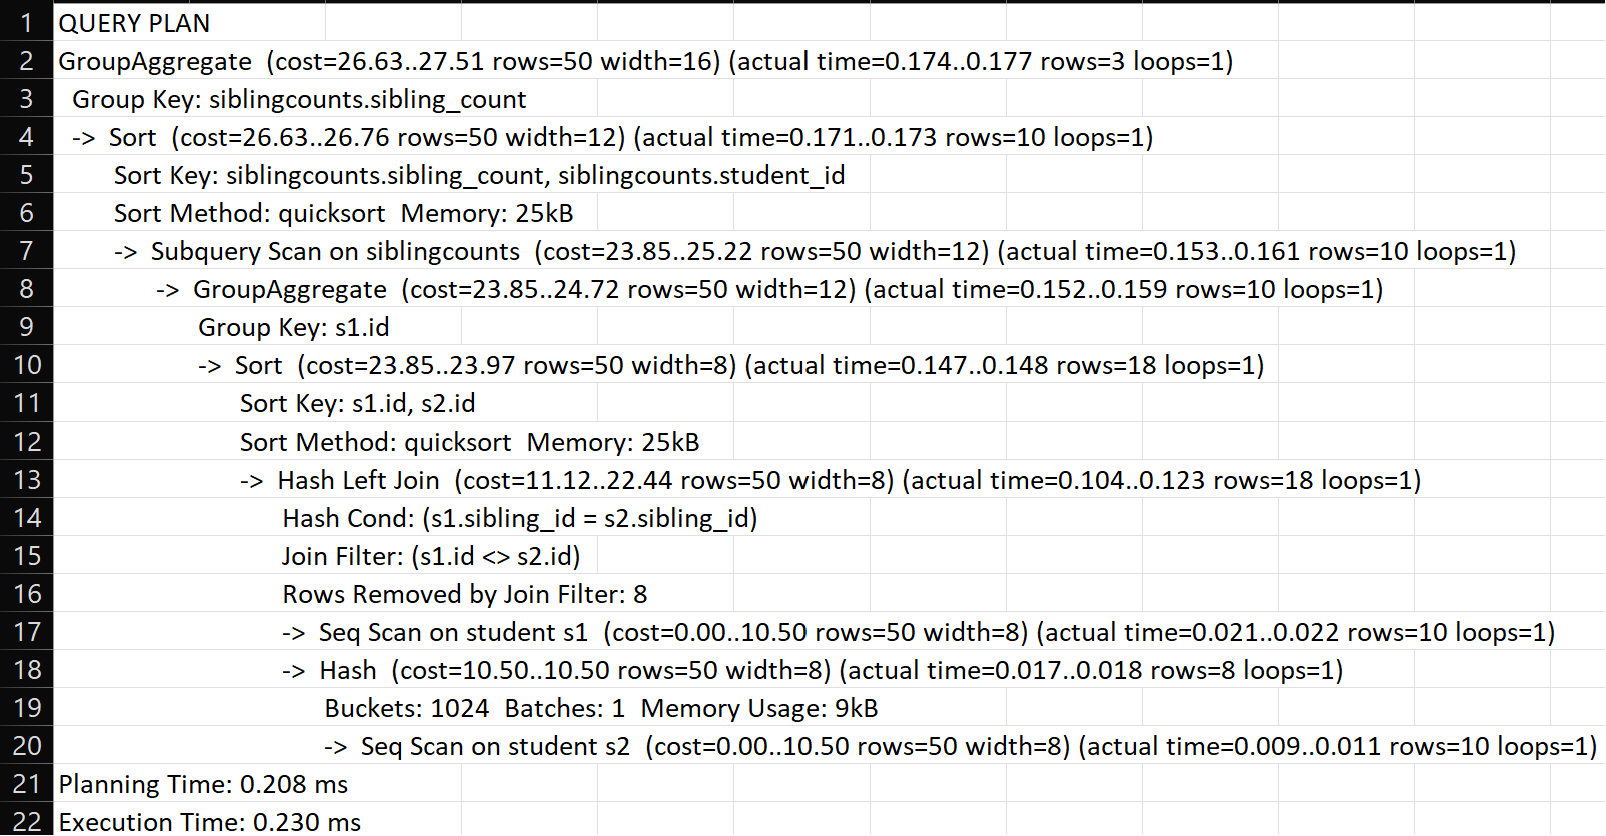 1 QUERY PLAN
2 GroupAggregate  (cost=26.63..27.51 rows=50 width=16) (actual time=0.174..0.177 rows=3 loops=1)
3 Group Key: siblingcounts.sibling_count
4 ->  Sort  (cost=26.63..26.76 rows=50 width=12) (actual time=0.171..0.173 rows=10 loops=1)
5 Sort Key: siblingcounts.sibling_count, siblingcounts.student_id
6 Sort Method: quicksort  Memory: 25kB
7 ->  Subquery Scan on siblingcounts  (cost=23.85..25.22 rows=50 width=12) (actual time=0.153..0.161 rows=10 loops=1)
8 ->  GroupAggregate  (cost=23.85..24.72 rows=50 width=12) (actual time=0.152..0.159 rows=10 loops=1)
9 Group Key: s1.id
10 ->  Sort  (cost=23.85..23.97 rows=50 width=8) (actual time=0.147..0.148 rows=18 loops=1)
11 Sort Key: s1.id, s2.id
12 Sort Method: quicksort  Memory: 25kB
13 ->  Hash Left Join  (cost=11.12..22.44 rows=50 width=8) (actual time=0.104..0.123 rows=18 loops=1)
14 Hash Cond: (s1.sibling_id = s2.sibling_id)
15 Join Filter: (s1.id <> s2.id)
16 Rows Removed by Join Filter: 8
17 ->  Seq Scan on student s1  (cost=0.00..10.50 rows=50 width=8) (actual time=0.021..0.022 rows=10 loops=1)
18 ->  Hash  (cost=10.50..10.50 rows=50 width=8) (actual time=0.017..0.018 rows=8 loops=1)
19 Buckets: 1024  Batches: 1  Memory Usage: 9kB
20 ->  Seq Scan on student s2  (cost=0.00..10.50 rows=50 width=8) (actual time=0.009..0.011 rows=10 loops=1)
21 Planning Time: 0.208 ms
22 Execution Time: 0.230 ms